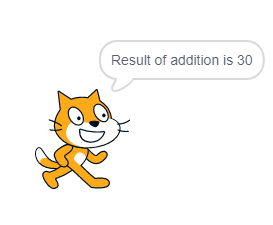 Result of addition is 30